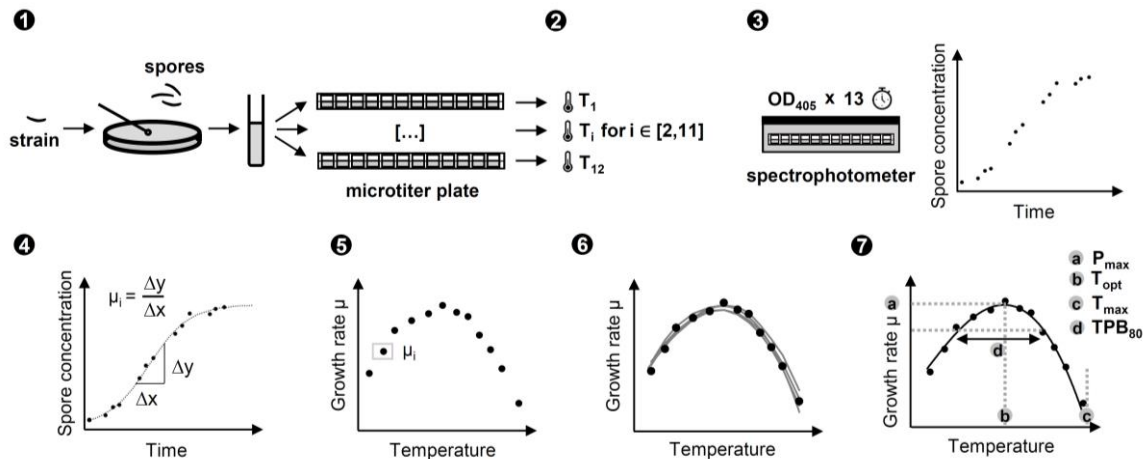 1
2
3
spores
strain
[...]
microtiter plate
T1
Ti for i ∈ [2,11]
T12
OD405 x 13
spectrophotometer
Spore concentration
Time
4
5
6
7
Spore concentration
μi = Δy
Δx
Δy
Δx
Time
Growth rate μ
μi
Temperature
Growth rate μ
Temperature
a Pmax
b Topt
c Tmax
d TPB80
Growth rate μ
a
d
b
c
Temperature